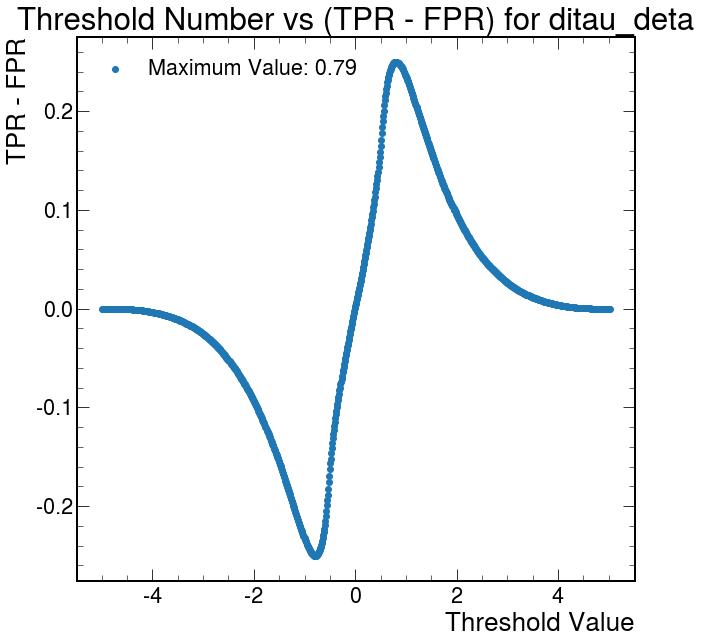 Threshold Number vs (TPR - FPR) for ditau_deta
TPR - FPR
Maximum Value: 0.79
0.2
0.1
0.0
-0.1
-0.2
-4 -2 0 2 4
Threshold Value